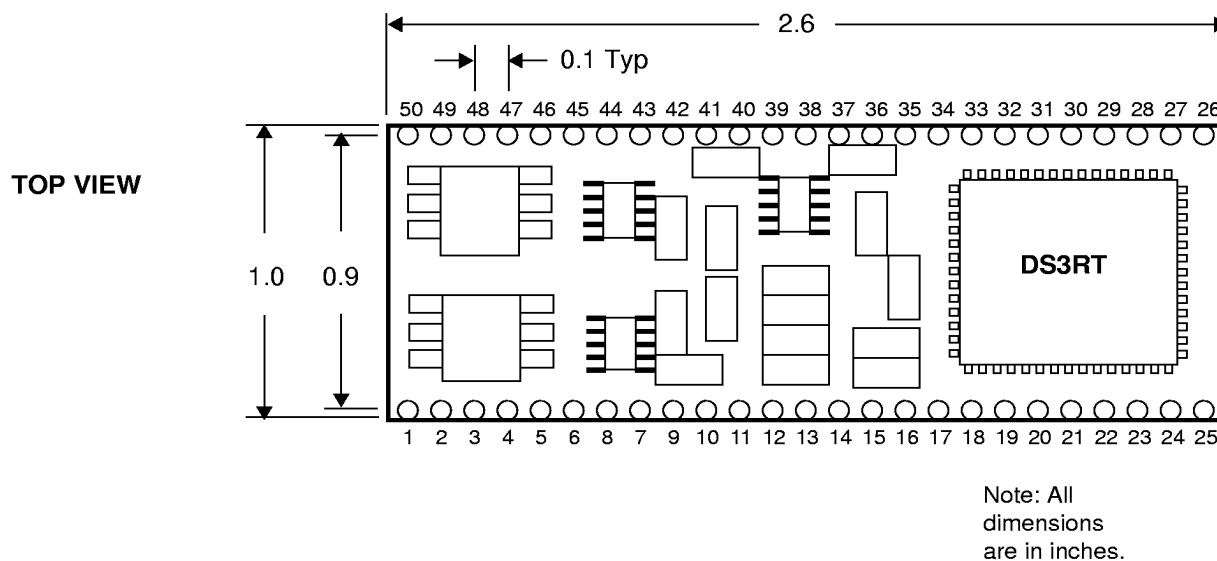 2.6
0.1 Typ
50 49 48 47 46 45 44 43 42 41 40 39 38 37 36 35 34 33 32 31 30 29 28 27 26
TOP VIEW
1.0 0.9 DS3RT
1 2 3 4 5 6 8 7 9 10 11 12 13 14 15 16 17 18 19 20 21 22 23 24 25
Note: All
dimensions
are in inches.